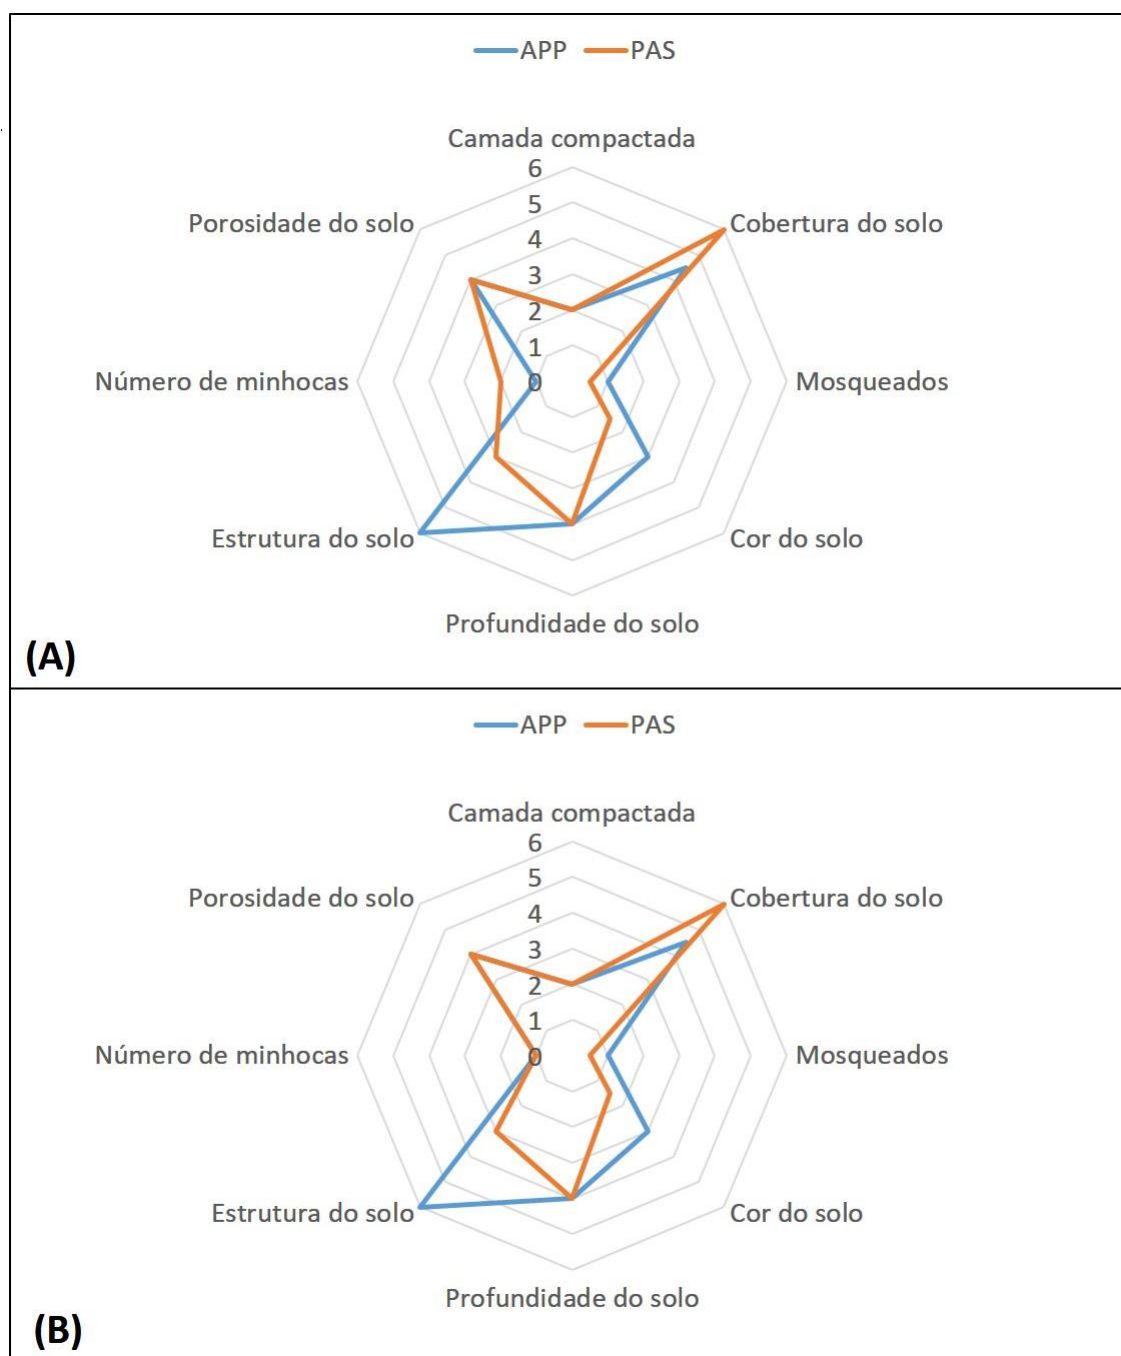 APP PAS
Camada compactada
6
5
4
3
2
1
0
Porosidade do solo
Cobertura do solo
Número de minhocas
Mosqueados
Estrutura do solo
Cor do solo
Profundidade do solo
(A)
APP PAS
Camada compactada
6
5
4
3
2
1
0
Porosidade do solo
Cobertura do solo
Número de minhocas
Mosqueados
Estrutura do solo
Cor do solo
Profundidade do solo
(B)